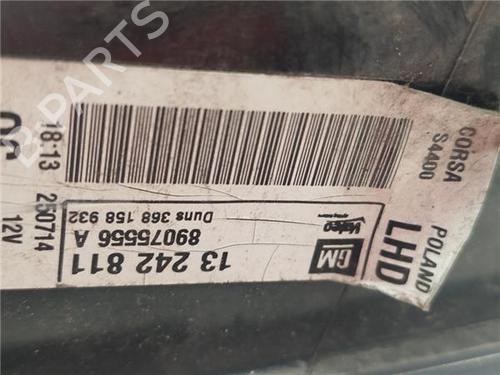 CORSA
S4400
POLAND
LHD
18:13
250714
12V
GM
Valeo
13 242 811
89075556 A
Duns 368 158 932
B-PARTS